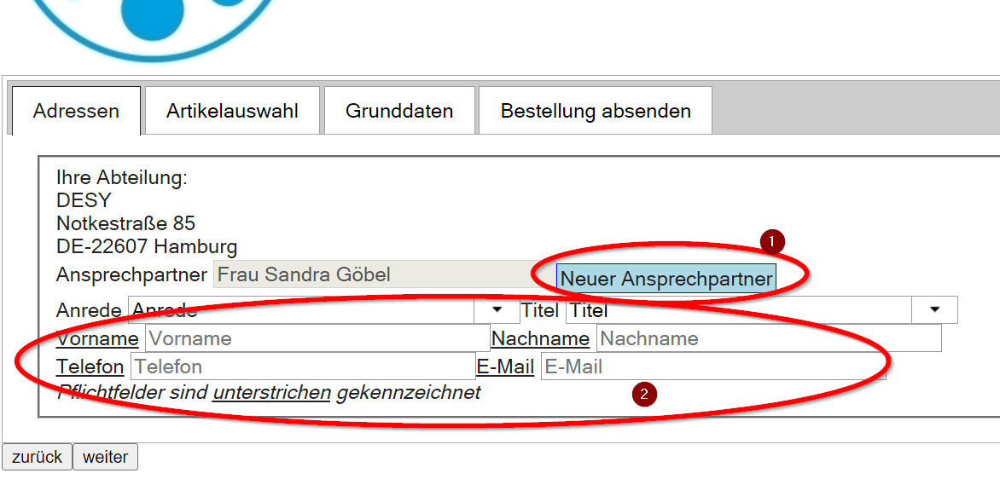 Adressen Artikelauswahl Grunddaten Bestellung absenden
Ihre Abteilung:
DESY
Notkestraße 85
DE-22607 Hamburg
1
Ansprechpartner Frau Sandra Göbel Neuer Ansprechpartner
Anrede Anrede Titel Titel
Vorname Vorname Nachname Nachname
Telefon Telefon E-Mail E-Mail
Pflichtfelder sind unterstrichen gekennzeichnet
2
zurück weiter